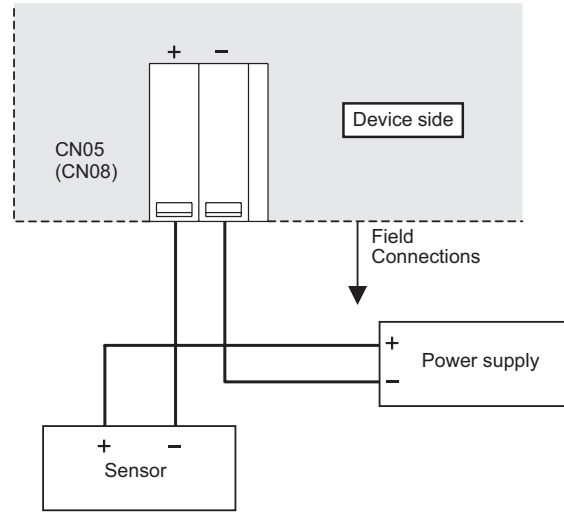 + −
Device side
CN05
(CN08)
Field
Connections
+
Power supply
−
+ −
Sensor